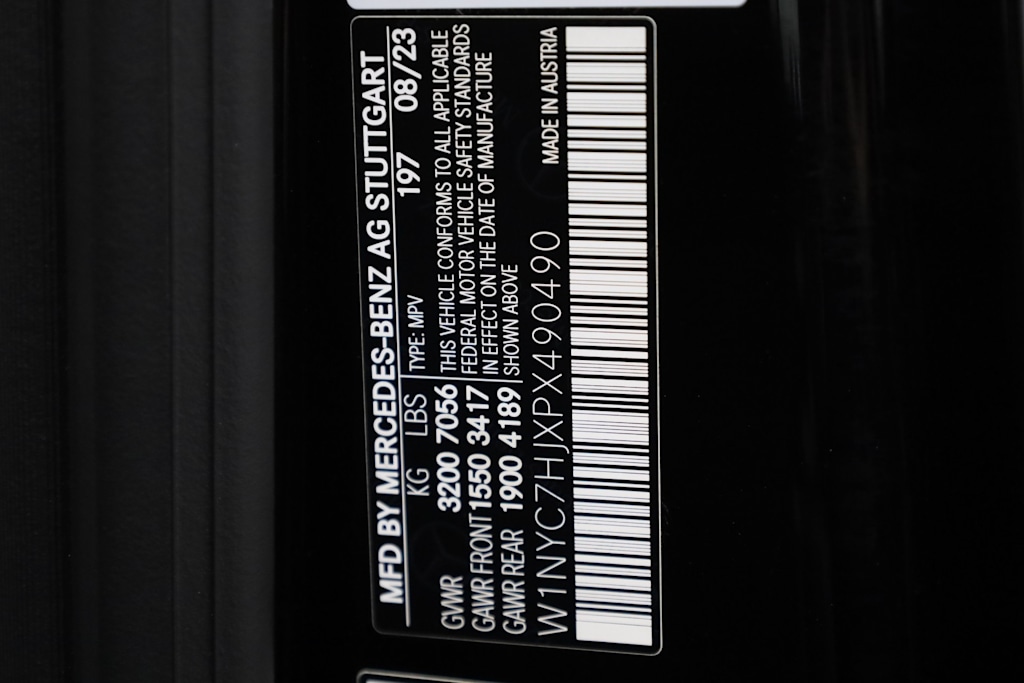 MFD BY MERCEDES-BENZ AG STUTTGART
KG LBS TYPE: MPV 197 08/23
GVWR 3200 7056
GAWR FRONT 1550 3417
GAWR REAR 1900 4189
THIS VEHICLE CONFORMS TO ALL APPLICABLE
FEDERAL MOTOR VEHICLE SAFETY STANDARDS
IN EFFECT ON THE DATE OF MANUFACTURE
SHOWN ABOVE
W1NYC7HJXPX490490 MADE IN AUSTRIA